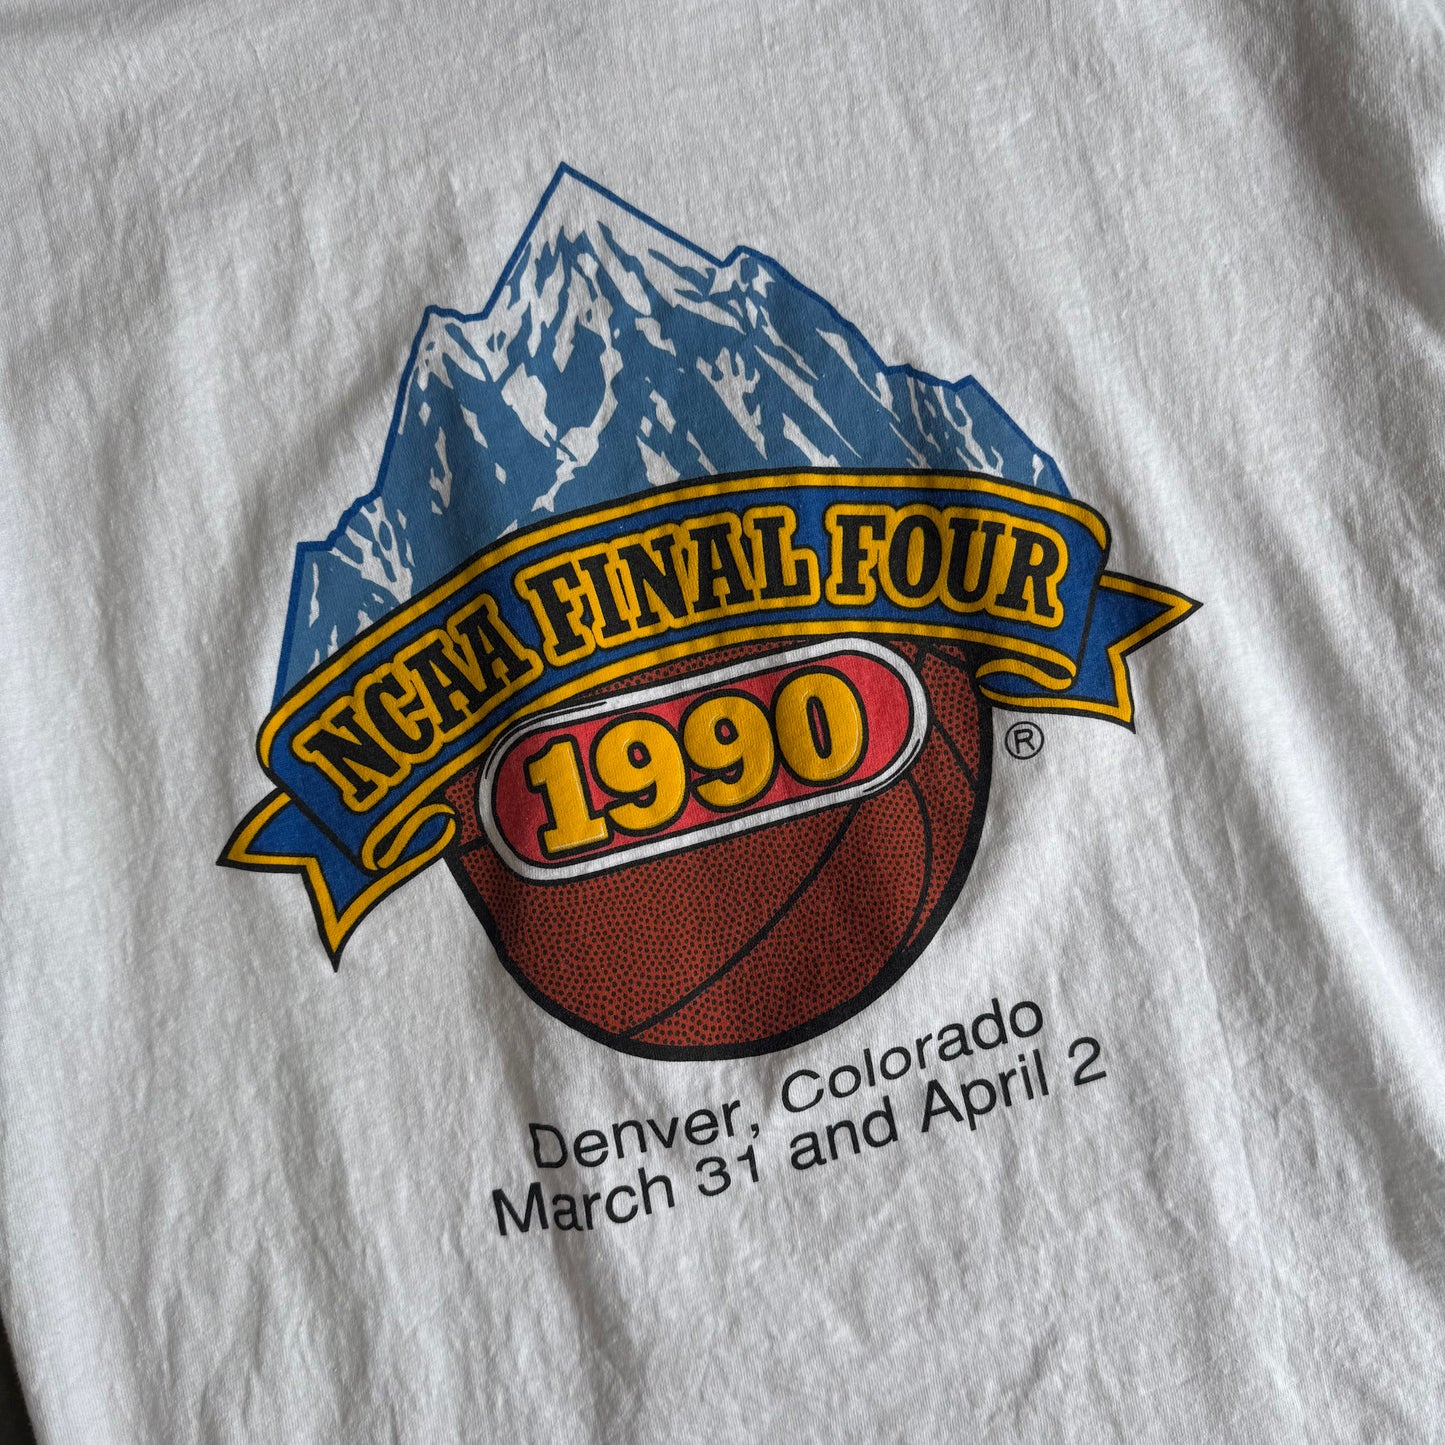 NCAA FINAL FOUR
1990
®
Denver, Colorado
March 31 and April 2